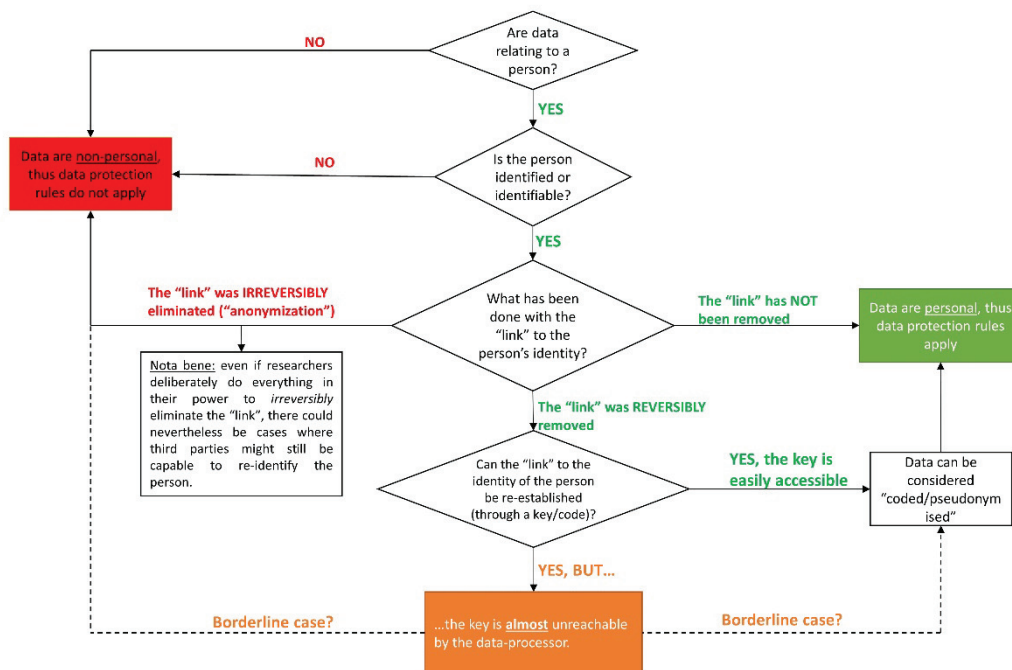 Are data
relating to a
person?
NO
YES
Data are non-personal,
thus data protection
rules do not apply
NO
Is the person
identified or
identifiable?
YES
The “link” was IRREVERSIBLY
eliminated (“anonymization”)
What has been
done with the
“link” to the
person’s identity?
The “link” has NOT
been removed
Data are personal, thus
data protection rules
apply
Nota bene: even if researchers
deliberately do everything in
their power to irreversibly
eliminate the “link”, there could
nevertheless be cases where
third parties might still be
capable to re-identify the
person.
The “link” was REVERSIBLY
removed
Can the “link” to the
identity of the person
be re-established
(through a key/code)?
YES, the key is
easily accessible
Data can be
considered
“coded/pseudonym
ised”
YES, BUT...
Borderline case?
...the key is almost unreachable
by the data-processor.
Borderline case?